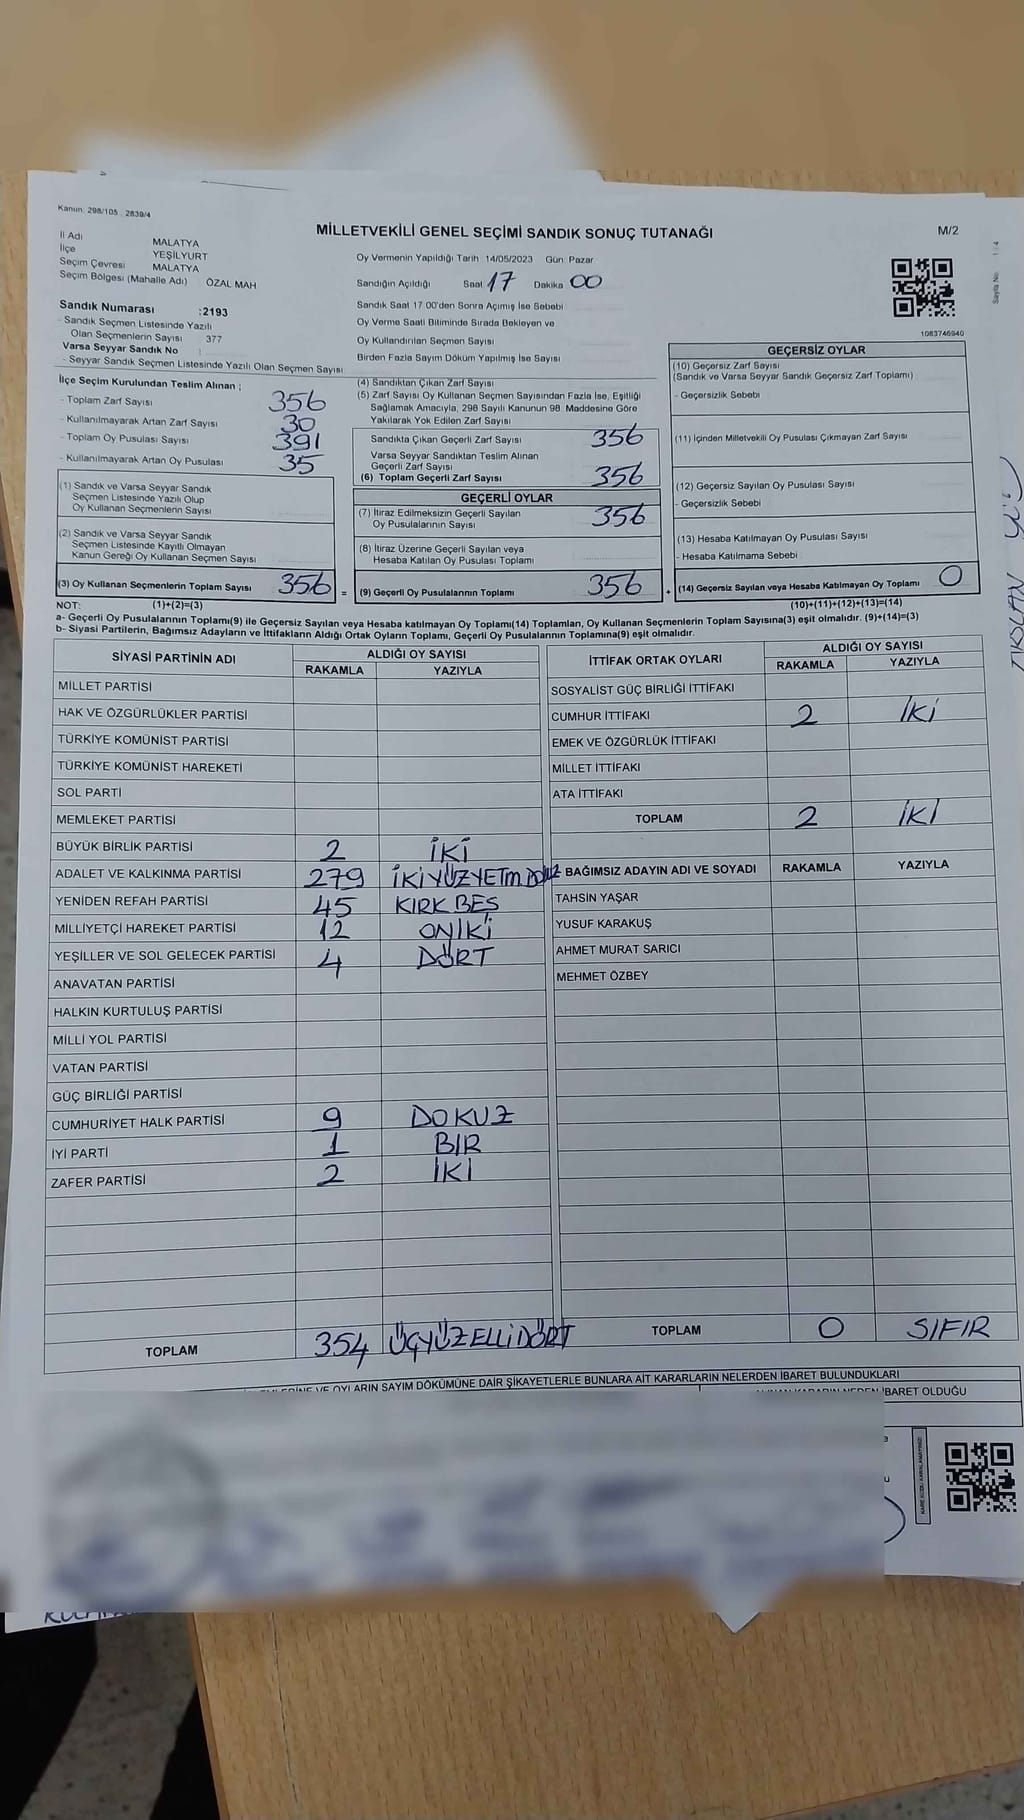 Kanun: 298/105 , 2839/4
MİLLETVEKİLİ GENEL SEÇİMİ SANDIK SONUÇ TUTANAĞI
M/2
Sayfa No: 1 / 4
İl Adı MALATYA
İlçe YEŞİLYURT
Seçim Çevresi MALATYA
Seçim Bölgesi (Mahalle Adı) ÖZAL MAH
Sandık Numarası :2193
- Sandık Seçmen Listesinde Yazılı
Olan Seçmenlerin Sayısı 377
Varsa Seyyar Sandık No :
- Seyyar Sandık Seçmen Listesinde Yazılı Olan Seçmen Sayısı
Oy Vermenin Yapıldığı Tarih 14/05/2023 Gün: Pazar
Sandığın Açıldığı Saat 17 Dakika 00
Sandık Saat 17 00'den Sonra Açımış İse Sebebi
Oy Verme Saati Bitiminde Sırada Bekleyen ve
Oy Kullandırılan Seçmen Sayısı
Birden Fazla Sayım Döküm Yapılmış İse Sayısı
1083746940
İlçe Seçim Kurulundan Teslim Alınan ;
- Toplam Zarf Sayısı 356
- Kullanılmayarak Artan Zarf Sayısı 30
- Toplam Oy Pusulası Sayısı 391
- Kullanılmayarak Artan Oy Pusulası 35
(1) Sandık ve Varsa Seyyar Sandık
Seçmen Listesinde Yazılı Olup
Oy Kullanan Seçmenlerin Sayısı
(2) Sandık ve Varsa Seyyar Sandık
Seçmen Listesinde Kayıtlı Olmayan
Kanun Gereği Oy Kullanan Seçmen Sayısı
(3) Oy Kullanan Seçmenlerin Toplam Sayısı 356 =
(4) Sandıktan Çıkan Zarf Sayısı
(5) Zarf Sayısı Oy Kullanan Seçmen Sayısından Fazla İse, Eşitliği
Sağlamak Amacıyla, 298 Sayılı Kanunun 98. Maddesine Göre
Yakılarak Yok Edilen Zarf Sayısı
Sandıkta Çıkan Geçerli Zarf Sayısı 356
Varsa Seyyar Sandıktan Teslim Alınan
Geçerli Zarf Sayısı
(6) Toplam Geçerli Zarf Sayısı 356
GEÇERLİ OYLAR
(7) İtiraz Edilmeksizin Geçerli Sayılan
Oy Pusulalarının Sayısı 356
(8) İtiraz Üzerine Geçerli Sayılan veya
Hesaba Katılan Oy Pusulası Toplamı
(9) Geçerli Oy Pusulalarının Toplamı 356 +
GEÇERSİZ OYLAR
(10) Geçersiz Zarf Sayısı
(Sandık ve Varsa Seyyar Sandık Geçersiz Zarf Toplamı)
- Geçersizlik Sebebi
(11) İçinden Milletvekili Oy Pusulası Çıkmayan Zarf Sayısı
(12) Geçersiz Sayılan Oy Pusulası Sayısı
- Geçersizlik Sebebi
(13) Hesaba Katılmayan Oy Pusulası Sayısı
- Hesaba Katılmama Sebebi
(14) Geçersiz Sayılan veya Hesaba Katılmayan Oy Toplamı 0
NOT: (1)+(2)=(3) (10)+(11)+(12)+(13)=(14)
a- Geçerli Oy Pusulalarının Toplamı(9) ile Geçersiz Sayılan veya Hesaba katılmayan Oy Toplamı(14) Toplamları, Oy Kullanan Seçmenlerin Toplam Sayısına(3) eşit olmalıdır. (9)+(14)=(3)
b- Siyasi Partilerin, Bağımsız Adayların ve İttifakların Aldığı Ortak Oyların Toplamı, Geçerli Oy Pusulalarının Toplamına(9) eşit olmalıdır.
SİYASİ PARTİNİN ADI ALDIĞI OY SAYISI
RAKAMLA YAZIYLA
MİLLET PARTİSİ
HAK VE ÖZGÜRLÜKLER PARTİSİ
TÜRKİYE KOMÜNİST PARTİSİ
TÜRKİYE KOMÜNİST HAREKETİ
SOL PARTİ
MEMLEKET PARTİSİ
BÜYÜK BİRLİK PARTİSİ 2 İKİ
ADALET VE KALKINMA PARTİSİ 279 İKİYÜZYETM.DOKUZ
YENİDEN REFAH PARTİSİ 45 KIRK BEŞ
MİLLİYETÇİ HAREKET PARTİSİ 12 ONİKİ
YEŞİLLER VE SOL GELECEK PARTİSİ 4 DÖRT
ANAVATAN PARTİSİ
HALKIN KURTULUŞ PARTİSİ
MİLLİ YOL PARTİSİ
VATAN PARTİSİ
GÜÇ BİRLİĞİ PARTİSİ
CUMHURİYET HALK PARTİSİ 9 DOKUZ
İYİ PARTİ 1 BİR
ZAFER PARTİSİ 2 İKİ
TOPLAM 354 ÜÇYÜZELLİDÖRT
İTTİFAK ORTAK OYLARI ALDIĞI OY SAYISI
RAKAMLA YAZIYLA
SOSYALİST GÜÇ BİRLİĞİ İTTİFAKI
CUMHUR İTTİFAKI 2 İKİ
EMEK VE ÖZGÜRLÜK İTTİFAKI
MİLLET İTTİFAKI
ATA İTTİFAKI
TOPLAM 2 İKİ
BAĞIMSIZ ADAYIN ADI VE SOYADI RAKAMLA YAZIYLA
TAHSİN YAŞAR
YUSUF KARAKUŞ
AHMET MURAT SARICI
MEHMET ÖZBEY
TOPLAM 0 SIFIR
VE OYLARIN SAYIM DÖKÜMÜNE DAİR ŞİKAYETLERLE BUNLARA AİT KARARLARIN NELERDEN İBARET BULUNDUKLARI
KARARIN NEDEN İBARET OLDUĞU